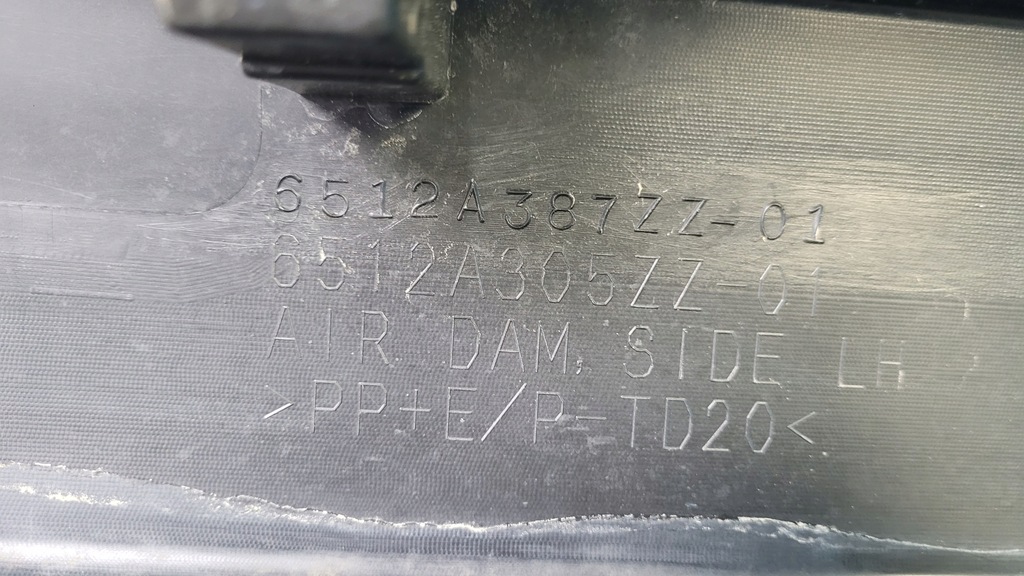 6512A387ZZ-01
6512A305ZZ-01
AIR DAM, SIDE LH
>PP+E/P-TD20<